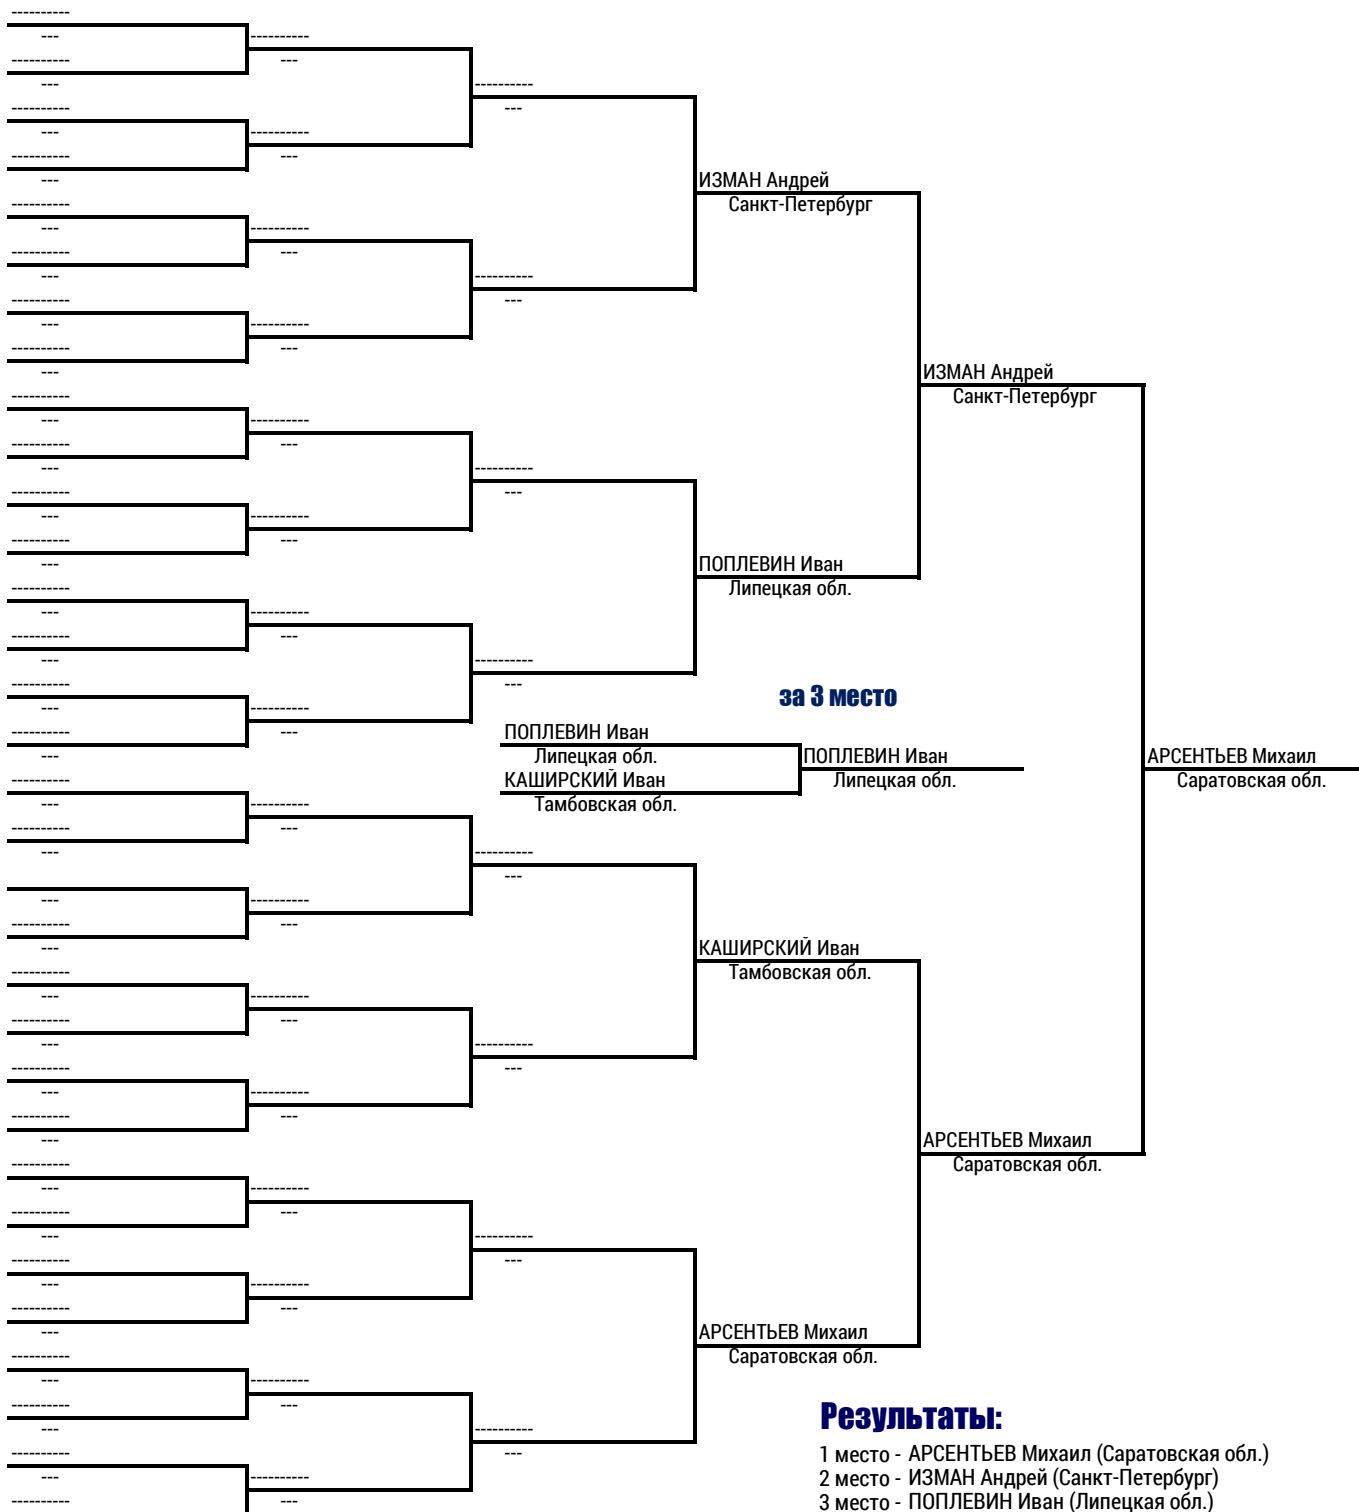 ИЗМАН Андрей
Санкт-Петербург
ИЗМАН Андрей
Санкт-Петербург
ПОПЛЕВИН Иван
Липецкая обл.
за 3 место
ПОПЛЕВИН Иван
Липецкая обл.
КАШИРСКИЙ Иван
Тамбовская обл.
ПОПЛЕВИН Иван
Липецкая обл.
АРСЕНТЬЕВ Михаил
Саратовская обл.
КАШИРСКИЙ Иван
Тамбовская обл.
АРСЕНТЬЕВ Михаил
Саратовская обл.
АРСЕНТЬЕВ Михаил
Саратовская обл.
Результаты:
1 место - АРСЕНТЬЕВ Михаил (Саратовская обл.)
2 место - ИЗМАН Андрей (Санкт-Петербург)
3 место - ПОПЛЕВИН Иван (Липецкая обл.)